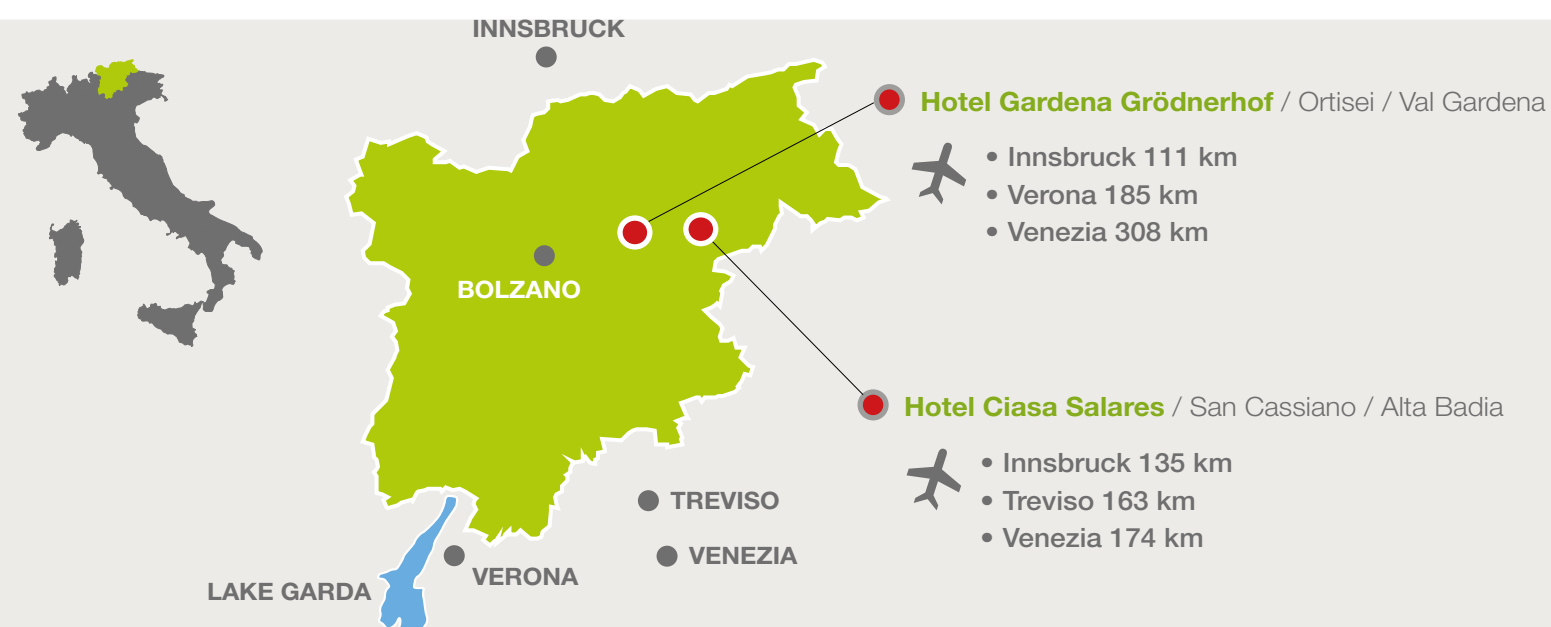 INNSBRUCK
Hotel Gardena Grödnerhof / Ortisei / Val Gardena
• Innsbruck 111 km
• Verona 185 km
• Venezia 308 km
BOLZANO
Hotel Ciasa Salares / San Cassiano / Alta Badia
• Innsbruck 135 km
• Treviso 163 km
• Venezia 174 km
TREVISO
VENEZIA
VERONA
LAKE GARDA